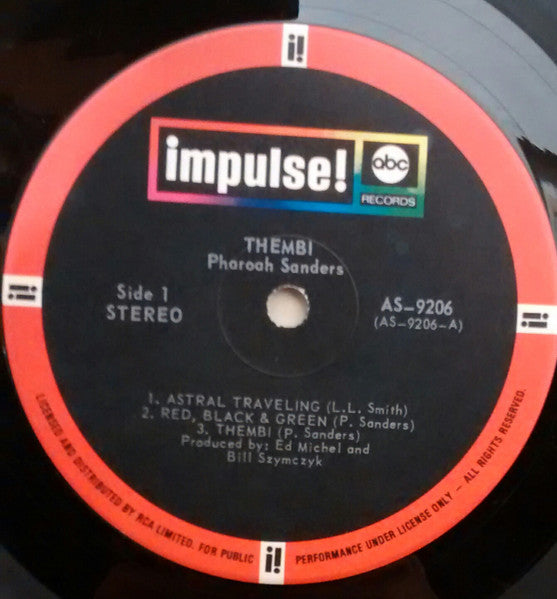 i!
impulse!
abc
RECORDS
THEMBI
Pharoah Sanders
Side 1
STEREO
AS-9206
(AS-9206-A)
i!
i!
1. ASTRAL TRAVELING (L.L. Smith)
2. RED, BLACK & GREEN (P. Sanders)
3. THEMBI (P. Sanders)
Produced by: Ed Michel and
Bill Szymczyk
LICENSED AND DISTRIBUTED BY RCA LIMITED. FOR PUBLIC PERFORMANCE UNDER LICENSE ONLY — ALL RIGHTS RESERVED.
i!